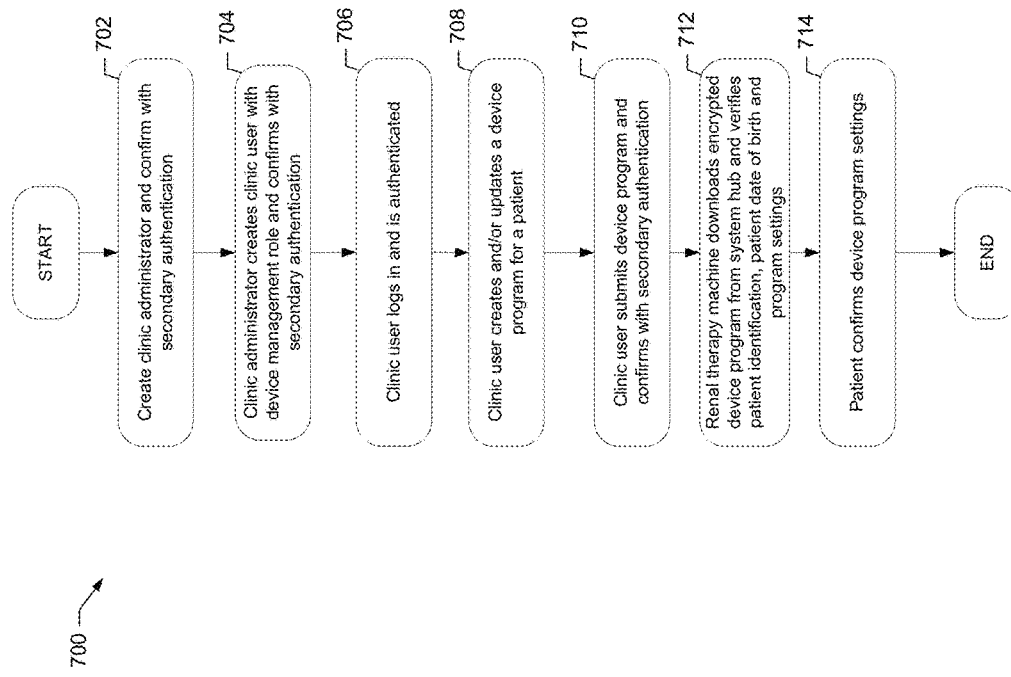 700
START
702
Create clinic administrator and confirm with
secondary authentication
704
Clinic administrator creates clinic user with
device management role and confirms with
secondary authentication
706
Clinic user logs in and is authenticated
708
Clinic user creates and/or updates a device
program for a patient
710
Clinic user submits device program and
confirms with secondary authentication
712
Renal therapy machine downloads encrypted
device program from system hub and verifies
patient identification, patient date of birth and
program settings
714
Patient confirms device program settings
END